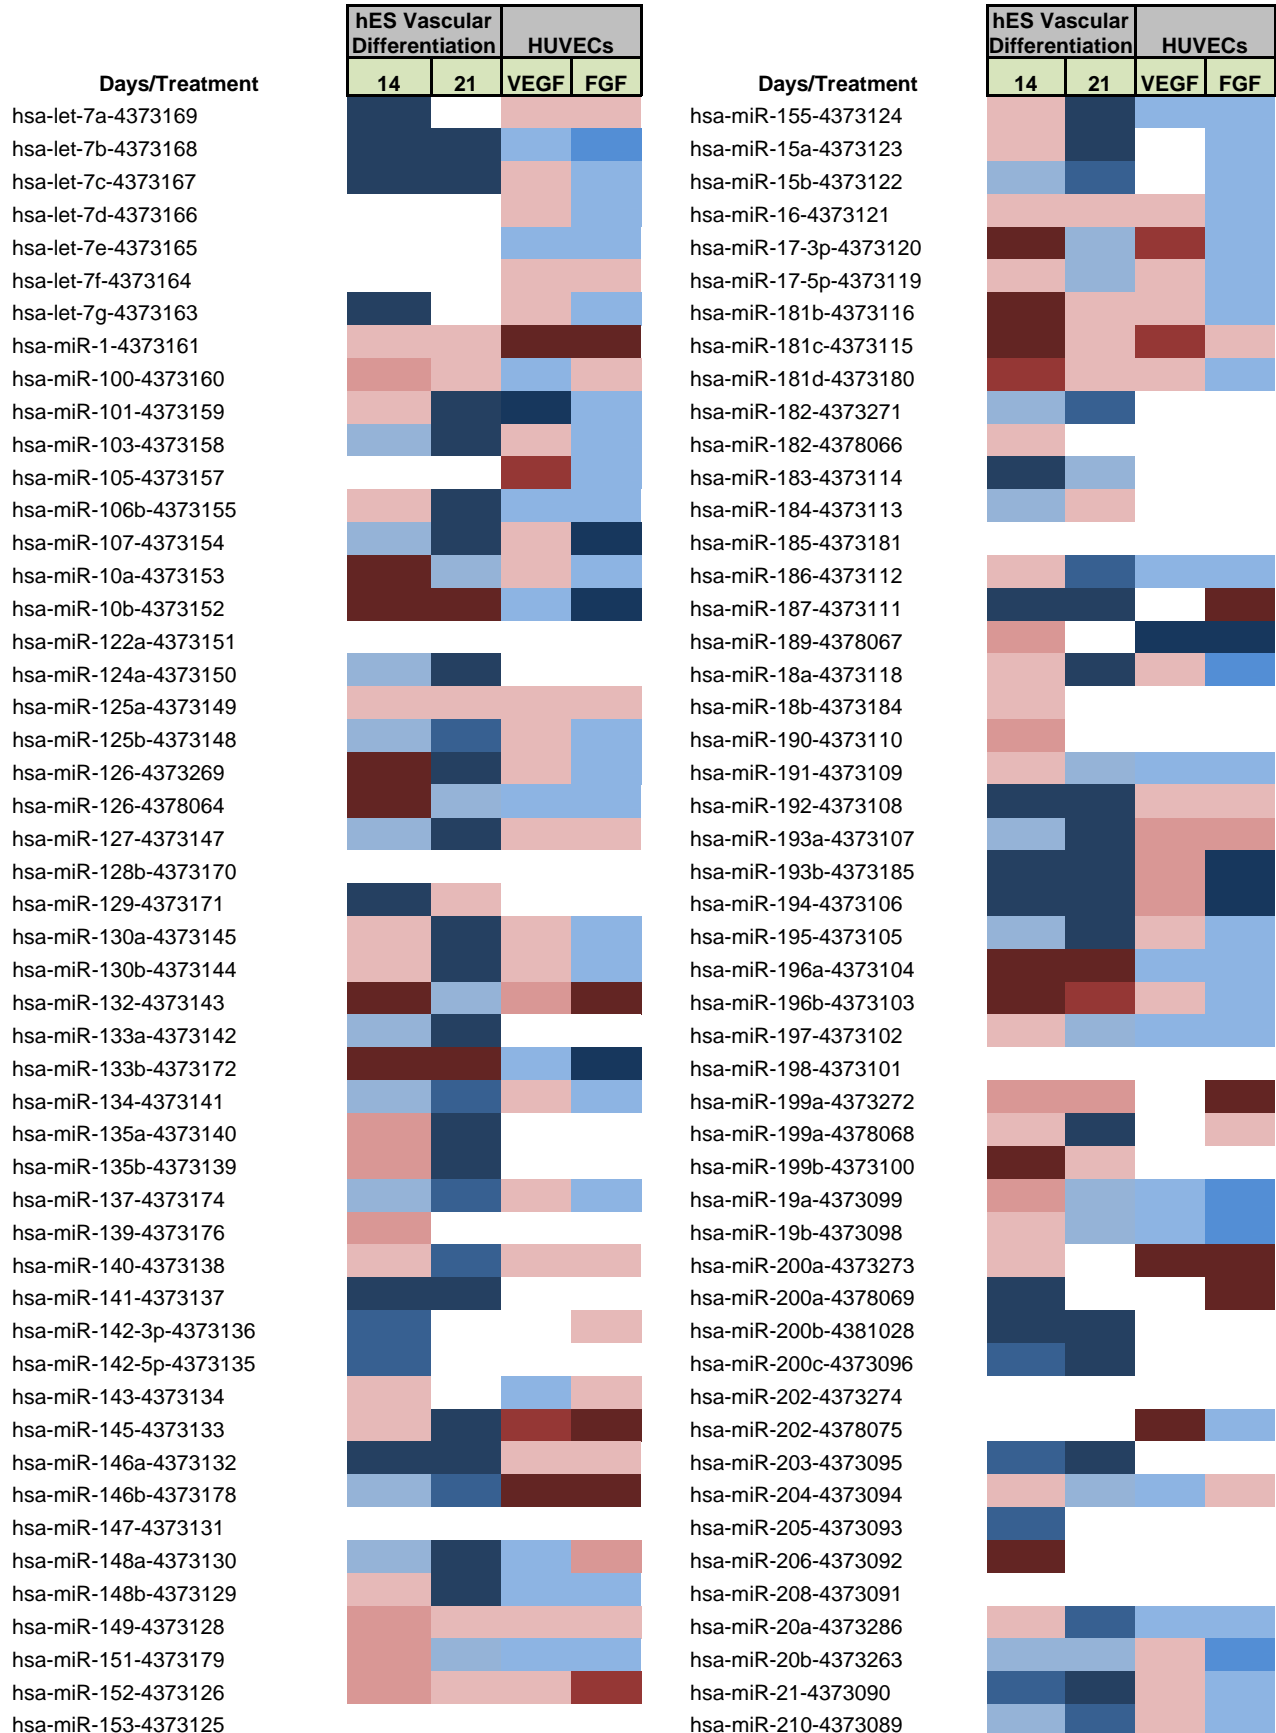 hES Vascular Differentiation HUVECs
Days/Treatment 14 21 VEGF FGF
hsa-let-7a-4373169
hsa-let-7b-4373168
hsa-let-7c-4373167
hsa-let-7d-4373166
hsa-let-7e-4373165
hsa-let-7f-4373164
hsa-let-7g-4373163
hsa-miR-1-4373161
hsa-miR-100-4373160
hsa-miR-101-4373159
hsa-miR-103-4373158
hsa-miR-105-4373157
hsa-miR-106b-4373155
hsa-miR-107-4373154
hsa-miR-10a-4373153
hsa-miR-10b-4373152
hsa-miR-122a-4373151
hsa-miR-124a-4373150
hsa-miR-125a-4373149
hsa-miR-125b-4373148
hsa-miR-126-4373269
hsa-miR-126-4378064
hsa-miR-127-4373147
hsa-miR-128b-4373170
hsa-miR-129-4373171
hsa-miR-130a-4373145
hsa-miR-130b-4373144
hsa-miR-132-4373143
hsa-miR-133a-4373142
hsa-miR-133b-4373172
hsa-miR-134-4373141
hsa-miR-135a-4373140
hsa-miR-135b-4373139
hsa-miR-137-4373174
hsa-miR-139-4373176
hsa-miR-140-4373138
hsa-miR-141-4373137
hsa-miR-142-3p-4373136
hsa-miR-142-5p-4373135
hsa-miR-143-4373134
hsa-miR-145-4373133
hsa-miR-146a-4373132
hsa-miR-146b-4373178
hsa-miR-147-4373131
hsa-miR-148a-4373130
hsa-miR-148b-4373129
hsa-miR-149-4373128
hsa-miR-151-4373179
hsa-miR-152-4373126
hsa-miR-153-4373125
hES Vascular Differentiation HUVECs
Days/Treatment 14 21 VEGF FGF
hsa-miR-155-4373124
hsa-miR-15a-4373123
hsa-miR-15b-4373122
hsa-miR-16-4373121
hsa-miR-17-3p-4373120
hsa-miR-17-5p-4373119
hsa-miR-181b-4373116
hsa-miR-181c-4373115
hsa-miR-181d-4373180
hsa-miR-182-4373271
hsa-miR-182-4378066
hsa-miR-183-4373114
hsa-miR-184-4373113
hsa-miR-185-4373181
hsa-miR-186-4373112
hsa-miR-187-4373111
hsa-miR-189-4378067
hsa-miR-18a-4373118
hsa-miR-18b-4373184
hsa-miR-190-4373110
hsa-miR-191-4373109
hsa-miR-192-4373108
hsa-miR-193a-4373107
hsa-miR-193b-4373185
hsa-miR-194-4373106
hsa-miR-195-4373105
hsa-miR-196a-4373104
hsa-miR-196b-4373103
hsa-miR-197-4373102
hsa-miR-198-4373101
hsa-miR-199a-4373272
hsa-miR-199a-4378068
hsa-miR-199b-4373100
hsa-miR-19a-4373099
hsa-miR-19b-4373098
hsa-miR-200a-4373273
hsa-miR-200a-4378069
hsa-miR-200b-4381028
hsa-miR-200c-4373096
hsa-miR-202-4373274
hsa-miR-202-4378075
hsa-miR-203-4373095
hsa-miR-204-4373094
hsa-miR-205-4373093
hsa-miR-206-4373092
hsa-miR-208-4373091
hsa-miR-20a-4373286
hsa-miR-20b-4373263
hsa-miR-21-4373090
hsa-miR-210-4373089